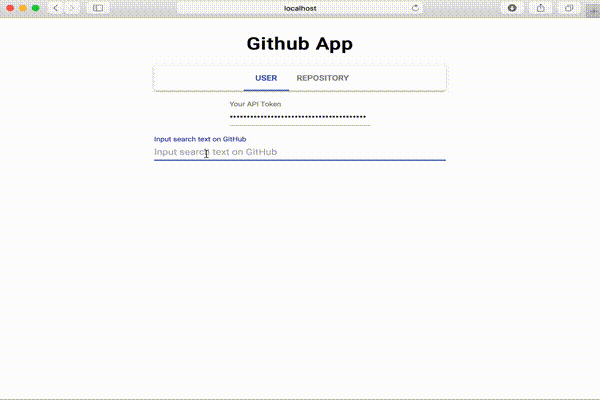 localhost
Github App
USER REPOSITORY
Your API Token
••••••••••••••••••••••••••••••••••••••••
Input search text on GitHub
Input search text on GitHub